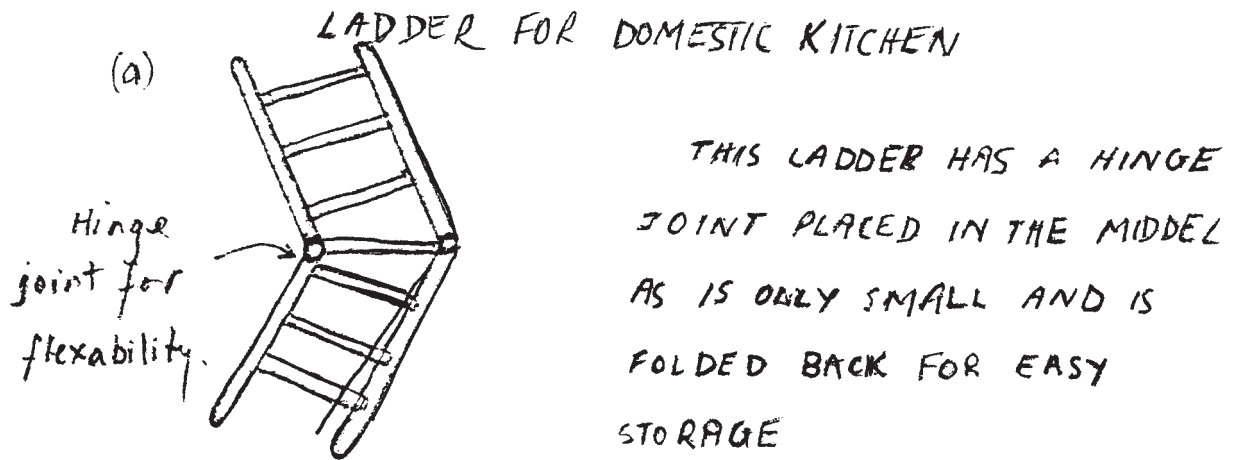 LADDER FOR DOMESTIC KITCHEN
(a)
THIS LADDER HAS A HINGE
JOINT PLACED IN THE MIDDEL
AS IS ONLY SMALL AND IS
FOLDED BACK FOR EASY
STORAGE
Hinge
joint for
flexability.